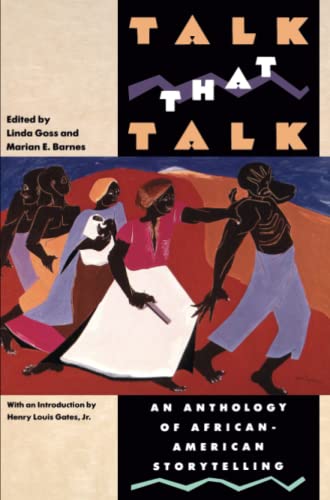 TALK
THAT
TALK
Edited by
Linda Goss and
Marian E. Barnes
With an Introduction by
Henry Louis Gates, Jr.
AN ANTHOLOGY
OF AFRICAN-
AMERICAN
STORYTELLING